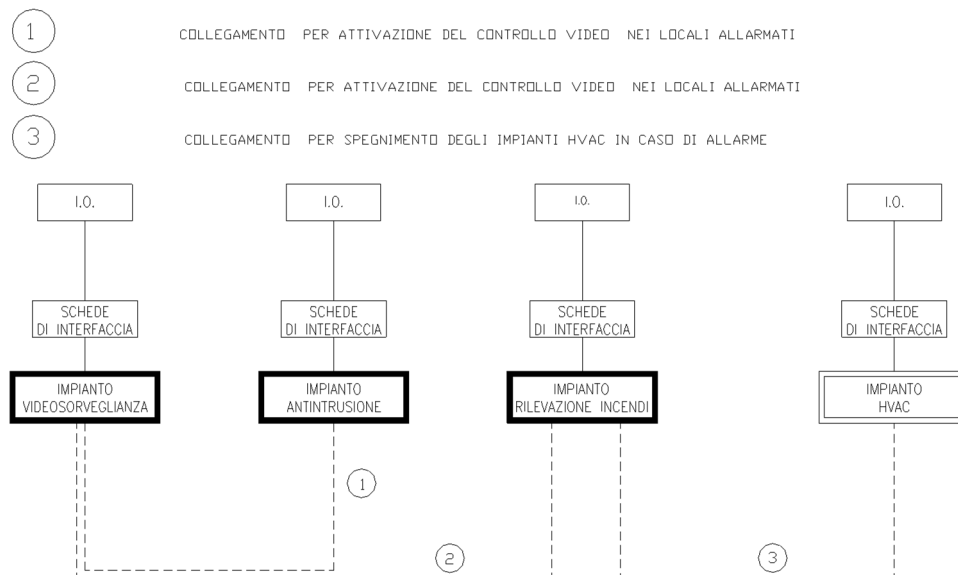 1 COLLEGAMENTO PER ATTIVAZIONE DEL CONTROLLO VIDEO NEI LOCALI ALLARMATI
2 COLLEGAMENTO PER ATTIVAZIONE DEL CONTROLLO VIDEO NEI LOCALI ALLARMATI
3 COLLEGAMENTO PER SPEGNIMENTO DEGLI IMPIANTI HVAC IN CASO DI ALLARME
I.O.
I.O.
I.O.
I.O.
SCHEDE
DI INTERFACCIA
SCHEDE
DI INTERFACCIA
SCHEDE
DI INTERFACCIA
SCHEDE
DI INTERFACCIA
IMPIANTO
VIDEOSORVEGLIANZA
IMPIANTO
ANTINTRUSIONE
IMPIANTO
RILEVAZIONE INCENDI
IMPIANTO
HVAC
1
2
3